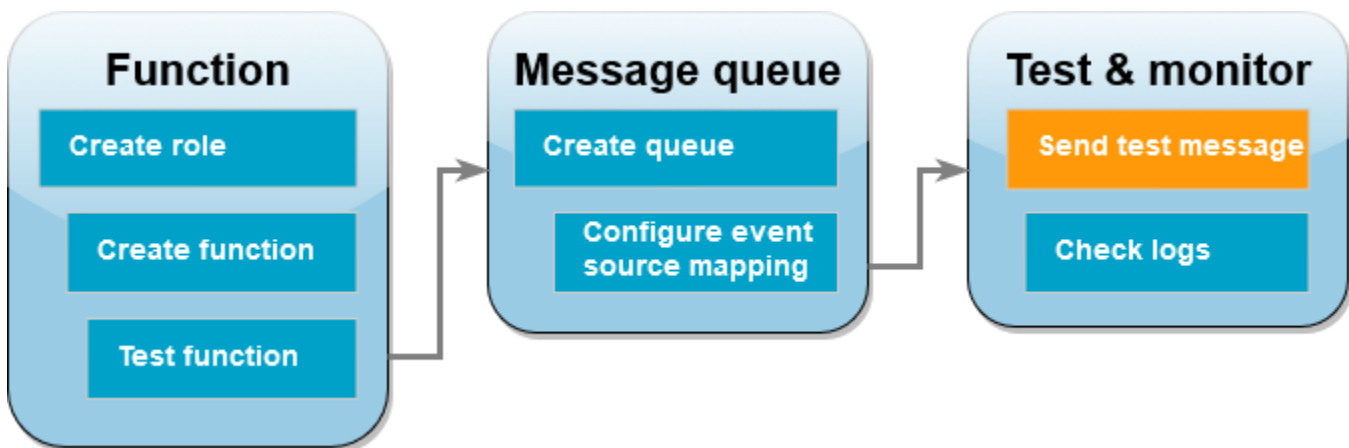 Function
Create role
Create function
Test function
Message queue
Create queue
Configure event
source mapping
Test & monitor
Send test message
Check logs